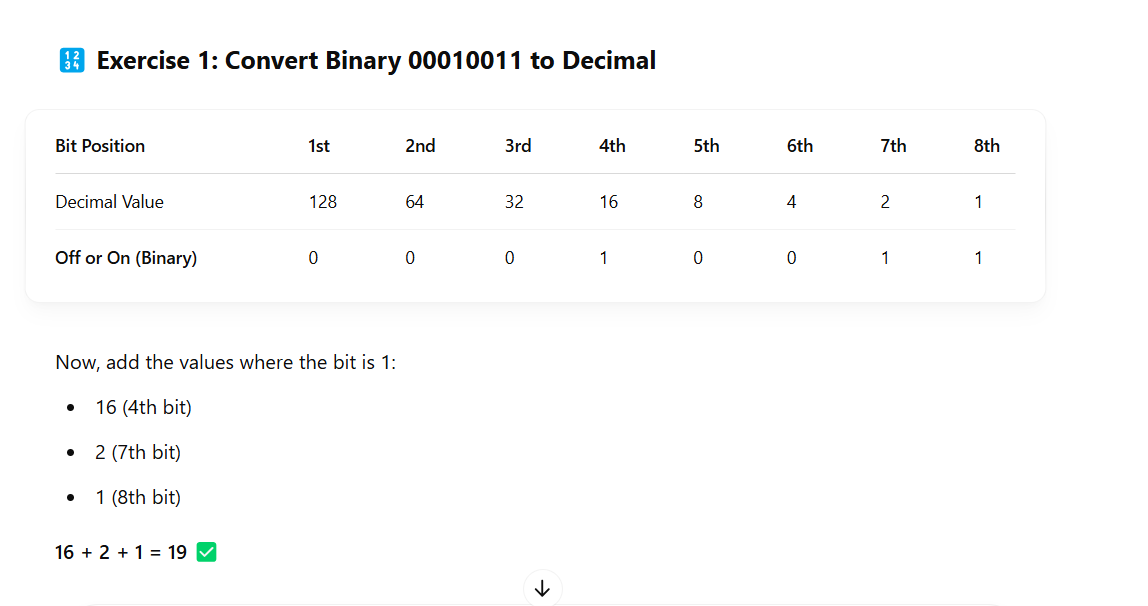 🔢 Exercise 1: Convert Binary 00010011 to Decimal
Bit Position 1st 2nd 3rd 4th 5th 6th 7th 8th
Decimal Value 128 64 32 16 8 4 2 1
Off or On (Binary) 0 0 0 1 0 0 1 1
Now, add the values where the bit is 1:
• 16 (4th bit)
• 2 (7th bit)
• 1 (8th bit)
16 + 2 + 1 = 19 ✅